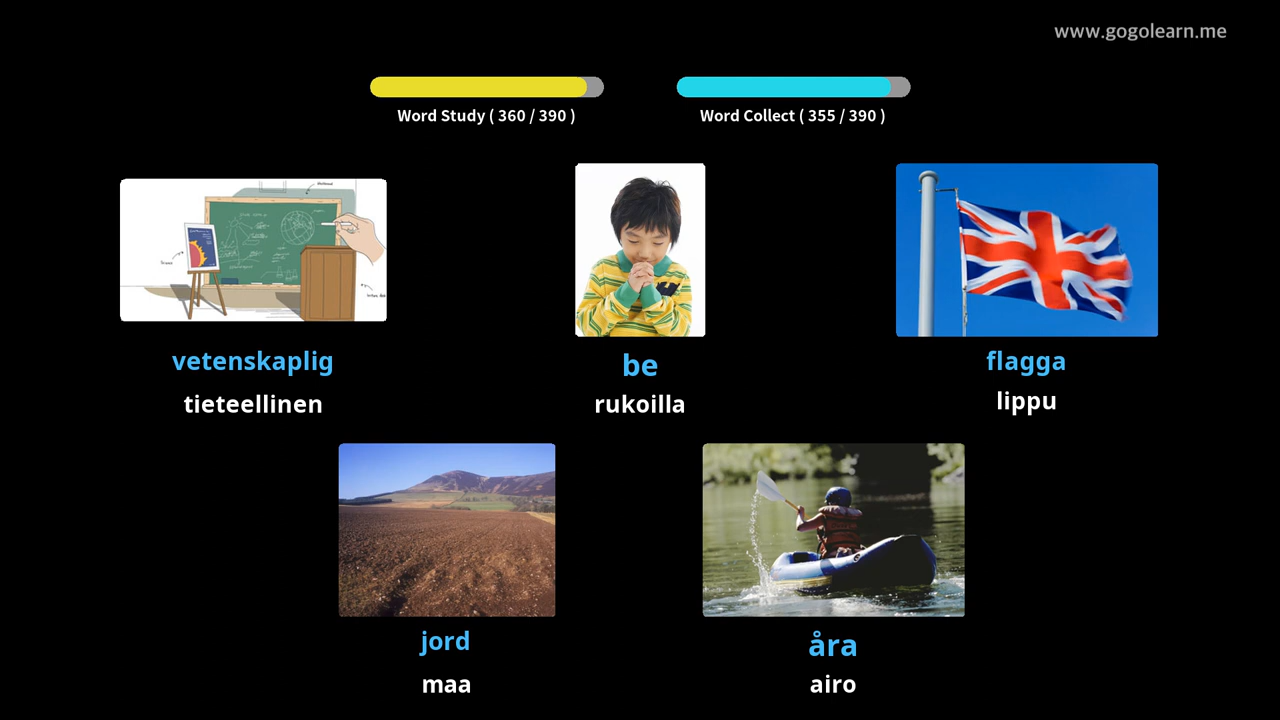 www.gogolearn.me
Word Study ( 360 / 390 )
Word Collect ( 355 / 390 )
vetenskaplig
tieteellinen
be
rukoilla
flagga
lippu
jord
maa
åra
airo